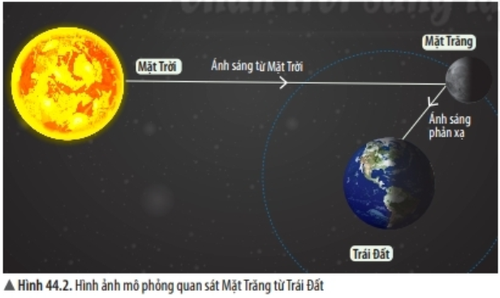 Mặt Trời
Ánh sáng từ Mặt Trời
Mặt Trăng
Ánh sáng
phản xạ
Trái Đất
▲ Hình 44.2. Hình ảnh mô phỏng quan sát Mặt Trăng từ Trái Đất